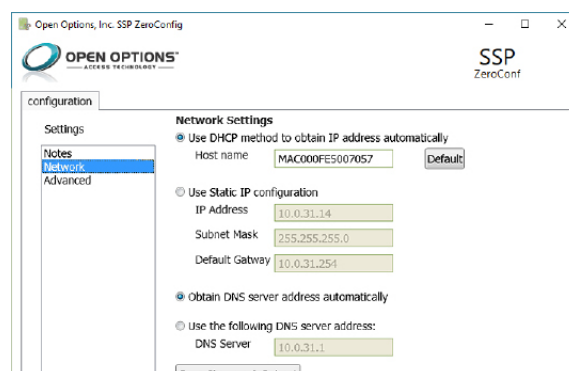 Open Options, Inc. SSP ZeroConfig
OPEN OPTIONS™
ACCESS TECHNOLOGY
SSP
ZeroConf
configuration
Settings
Notes
Network
Advanced
Network Settings
Use DHCP method to obtain IP address automatically
Host name MAC000FE5007057 Default
Use Static IP configuration
IP Address 10.0.31.14
Subnet Mask 255.255.255.0
Default Gatway 10.0.31.254
Obtain DNS server address automatically
Use the following DNS server address:
DNS Server 10.0.31.1